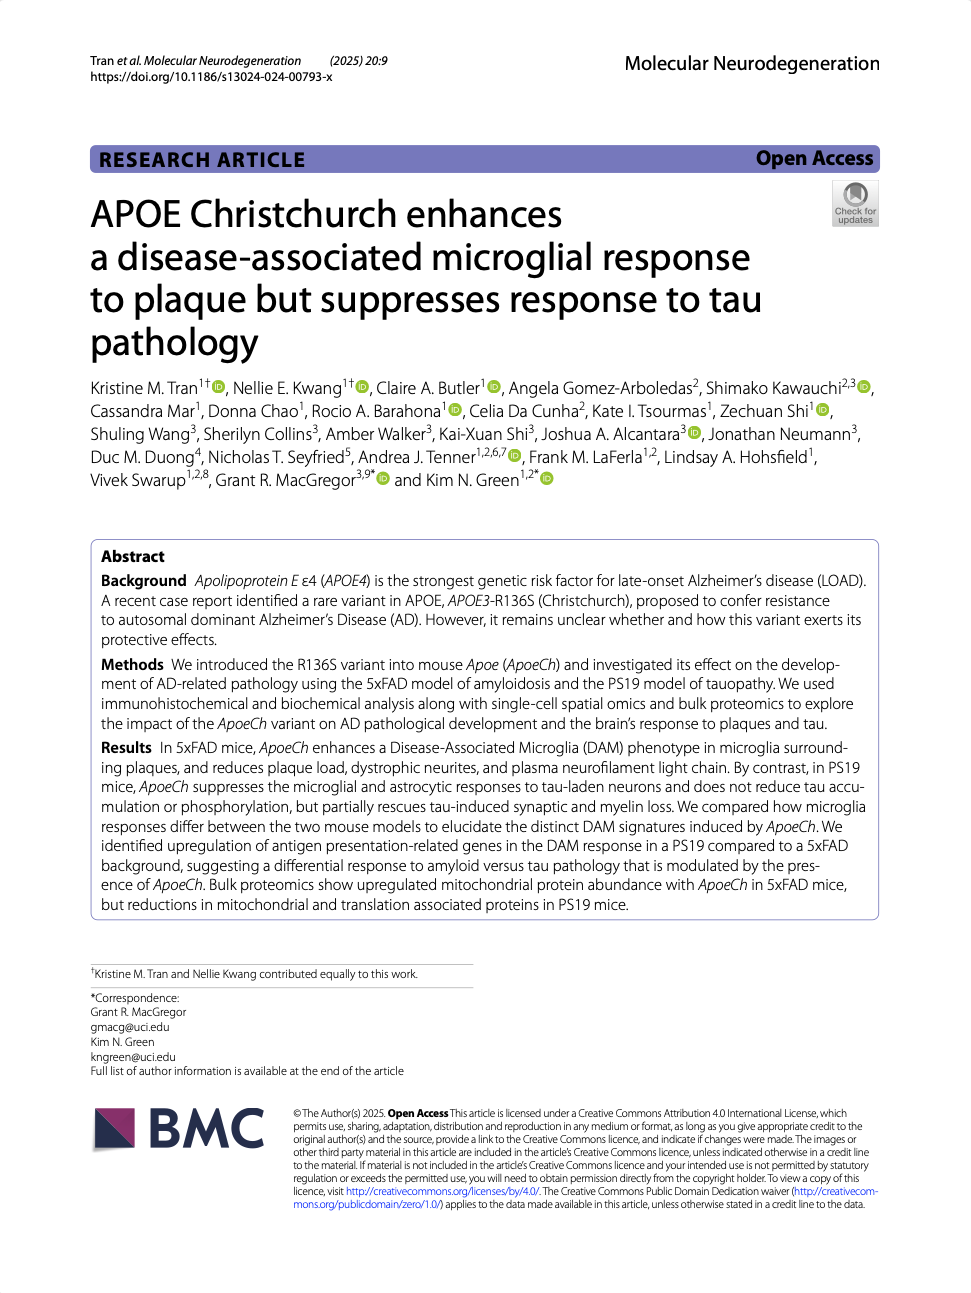 Tran et al. Molecular Neurodegeneration (2025) 20:9
https://doi.org/10.1186/s13024-024-00793-x
Molecular Neurodegeneration
RESEARCH ARTICLE
Open Access
Check for
updates
APOE Christchurch enhances
a disease-associated microglial response
to plaque but suppresses response to tau
pathology
Kristine M. Tran1† iD, Nellie E. Kwang1† iD, Claire A. Butler1 iD, Angela Gomez-Arboledas2, Shimako Kawauchi2,3 iD,
Cassandra Mar1, Donna Chao1, Rocio A. Barahona1 iD, Celia Da Cunha2, Kate I. Tsourmas1, Zechuan Shi1 iD,
Shuling Wang3, Sherilyn Collins3, Amber Walker3, Kai-Xuan Shi3, Joshua A. Alcantara3 iD, Jonathan Neumann3,
Duc M. Duong4, Nicholas T. Seyfried5, Andrea J. Tenner1,2,6,7 iD, Frank M. LaFerla1,2, Lindsay A. Hohsfield1,
Vivek Swarup1,2,8, Grant R. MacGregor3,9* iD and Kim N. Green1,2* iD
Abstract
Background Apolipoprotein E ε4 (APOE4) is the strongest genetic risk factor for late-onset Alzheimer's disease (LOAD).
A recent case report identified a rare variant in APOE, APOE3-R136S (Christchurch), proposed to confer resistance
to autosomal dominant Alzheimer's Disease (AD). However, it remains unclear whether and how this variant exerts its
protective effects.
Methods We introduced the R136S variant into mouse Apoe (ApoeCh) and investigated its effect on the develop-
ment of AD-related pathology using the 5xFAD model of amyloidosis and the PS19 model of tauopathy. We used
immunohistochemical and biochemical analysis along with single-cell spatial omics and bulk proteomics to explore
the impact of the ApoeCh variant on AD pathological development and the brain's response to plaques and tau.
Results In 5xFAD mice, ApoeCh enhances a Disease-Associated Microglia (DAM) phenotype in microglia surround-
ing plaques, and reduces plaque load, dystrophic neurites, and plasma neurofilament light chain. By contrast, in PS19
mice, ApoeCh suppresses the microglial and astrocytic responses to tau-laden neurons and does not reduce tau accu-
mulation or phosphorylation, but partially rescues tau-induced synaptic and myelin loss. We compared how microglia
responses differ between the two mouse models to elucidate the distinct DAM signatures induced by ApoeCh. We
identified upregulation of antigen presentation-related genes in the DAM response in a PS19 compared to a 5xFAD
background, suggesting a differential response to amyloid versus tau pathology that is modulated by the pres-
ence of ApoeCh. Bulk proteomics show upregulated mitochondrial protein abundance with ApoeCh in 5xFAD mice,
but reductions in mitochondrial and translation associated proteins in PS19 mice.
†Kristine M. Tran and Nellie Kwang contributed equally to this work.
*Correspondence:
Grant R. MacGregor
gmacg@uci.edu
Kim N. Green
kngreen@uci.edu
Full list of author information is available at the end of the article
BMC
© The Author(s) 2025. Open Access This article is licensed under a Creative Commons Attribution 4.0 International License, which
permits use, sharing, adaptation, distribution and reproduction in any medium or format, as long as you give appropriate credit to the
original author(s) and the source, provide a link to the Creative Commons licence, and indicate if changes were made. The images or
other third party material in this article are included in the article's Creative Commons licence, unless indicated otherwise in a credit line
to the material. If material is not included in the article's Creative Commons licence and your intended use is not permitted by statutory
regulation or exceeds the permitted use, you will need to obtain permission directly from the copyright holder. To view a copy of this
licence, visit http://creativecommons.org/licenses/by/4.0/. The Creative Commons Public Domain Dedication waiver (http://creativecom-
mons.org/publicdomain/zero/1.0/) applies to the data made available in this article, unless otherwise stated in a credit line to the data.